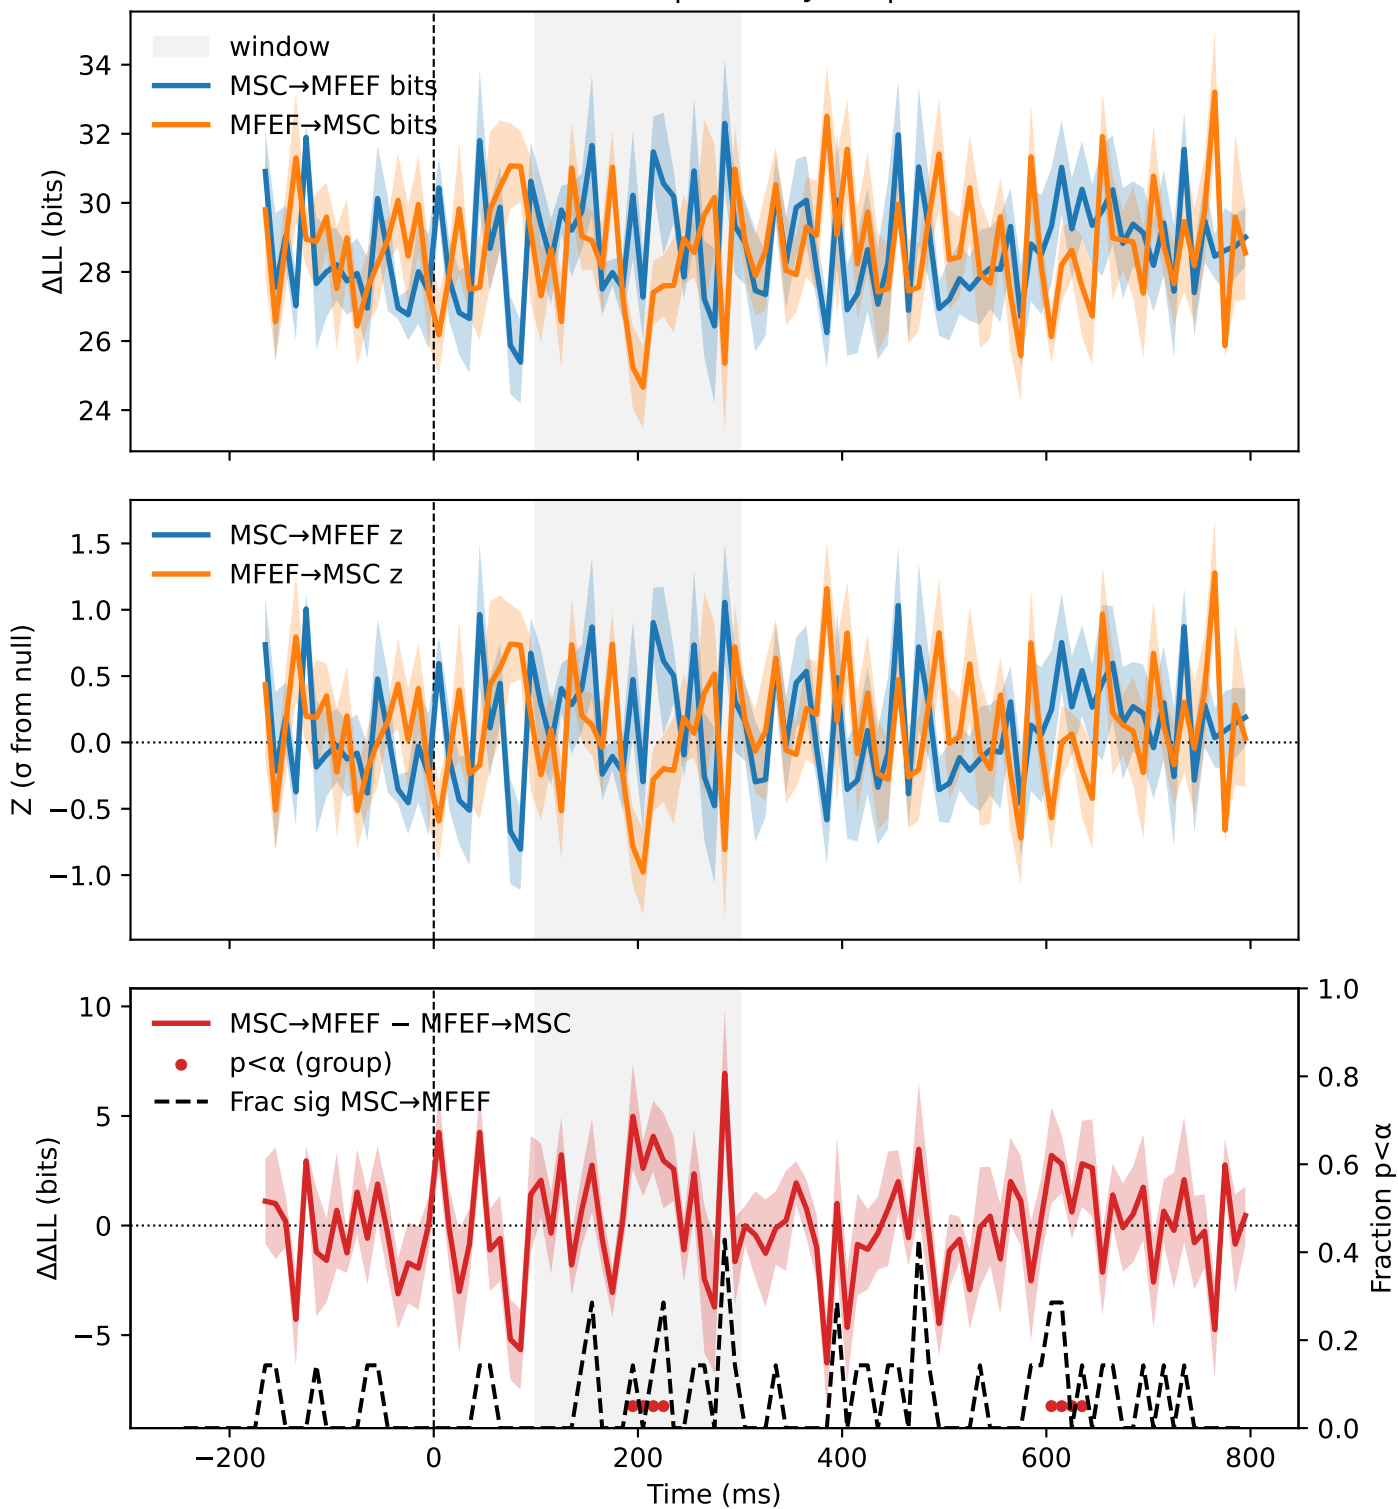 window
MSC→MFEF bits
MFEF→MSC bits
ΔLL (bits)
34
32
30
28
26
24
MSC→MFEF z
MFEF→MSC z
Z (σ from null)
1.5
1.0
0.5
0.0
−0.5
−1.0
MSC→MFEF − MFEF→MSC
p<α (group)
Frac sig MSC→MFEF
ΔΔLL (bits)
10
5
0
−5
1.0
0.8
0.6
0.4
0.2
0.0
Fraction p<α
−200
0
200
400
600
800
Time (ms)